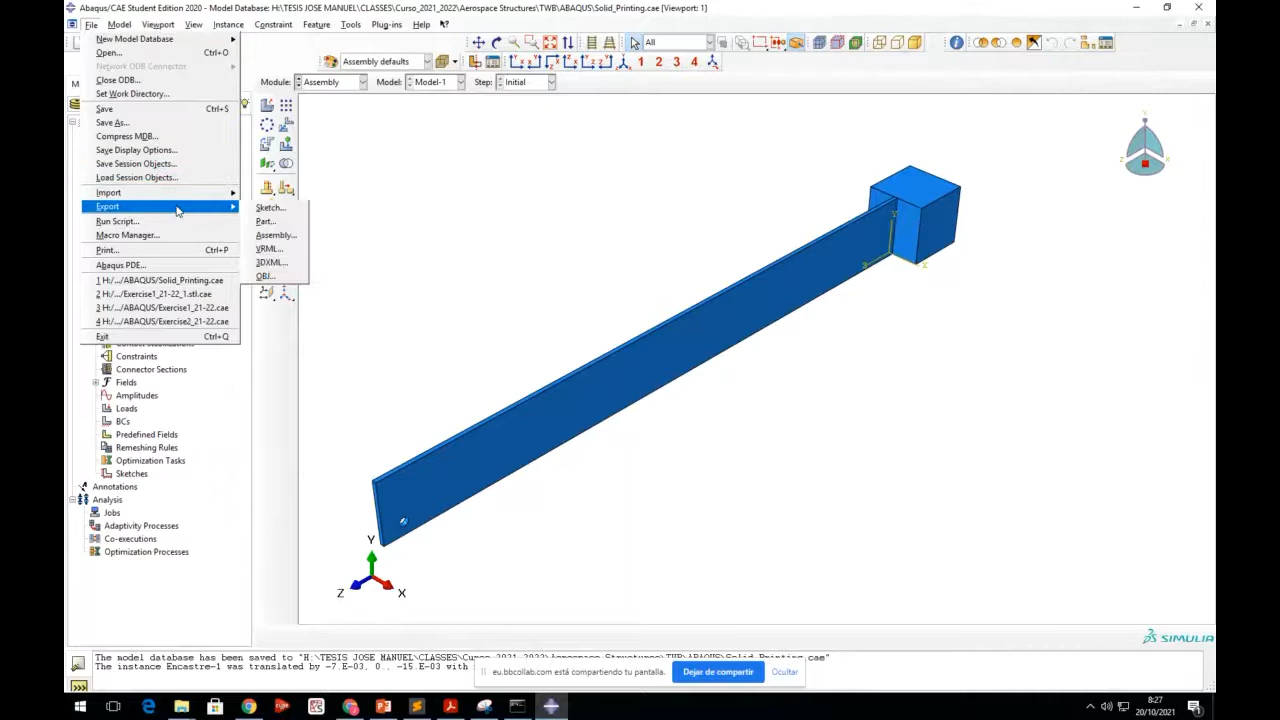 Abaqus/CAE Student Edition 2020 - Model Database: H:\TESIS JOSE MANUEL\CLASSES\Curso_2021_2022\Aerospace Structures\TWB\ABAQUS\Solid_Printing.cae [Viewport: 1]
File Model Viewport View Instance Constraint Feature Tools Plug-ins Help
New Model Database
Open... Ctrl+O
Network ODB Connector
Close ODB...
Set Work Directory...
Save Ctrl+S
Save As...
Compress MDB...
Save Display Options...
Save Session Objects...
Load Session Objects...
Import
Export
Run Script...
Macro Manager...
Print... Ctrl+P
Abaqus PDE...
1 H:/.../ABAQUS/Solid_Printing.cae
2 H:/.../Exercise1_21-22_1.stl.cae
3 H:/.../ABAQUS/Exercise1_21-22.cae
4 H:/.../ABAQUS/Exercise2_21-22.cae
Exit Ctrl+Q
Sketch...
Part...
Assembly...
VRML...
3DXML...
OBJ...
All
Assembly defaults
1 2 3 4
Module: Assembly Model: Model-1 Step: Initial
Constraints
Connector Sections
Fields
Amplitudes
Loads
BCs
Predefined Fields
Remeshing Rules
Optimization Tasks
Sketches
Annotations
Analysis
Jobs
Adaptivity Processes
Co-executions
Optimization Processes
Y
Z
X
SIMULIA
The model database has been saved to "H:\TESIS JOSE MANUEL\CLASSES\Curso_2021_2022\Aerospace Structures\TWB\ABAQUS\Solid_Printing.cae"
The instance Encastre-1 was translated by -7.E-03, 0., -15.E-03 with
eu.bbcollab.com está compartiendo tu pantalla.
Dejar de compartir
Ocultar
8:27
20/10/2021